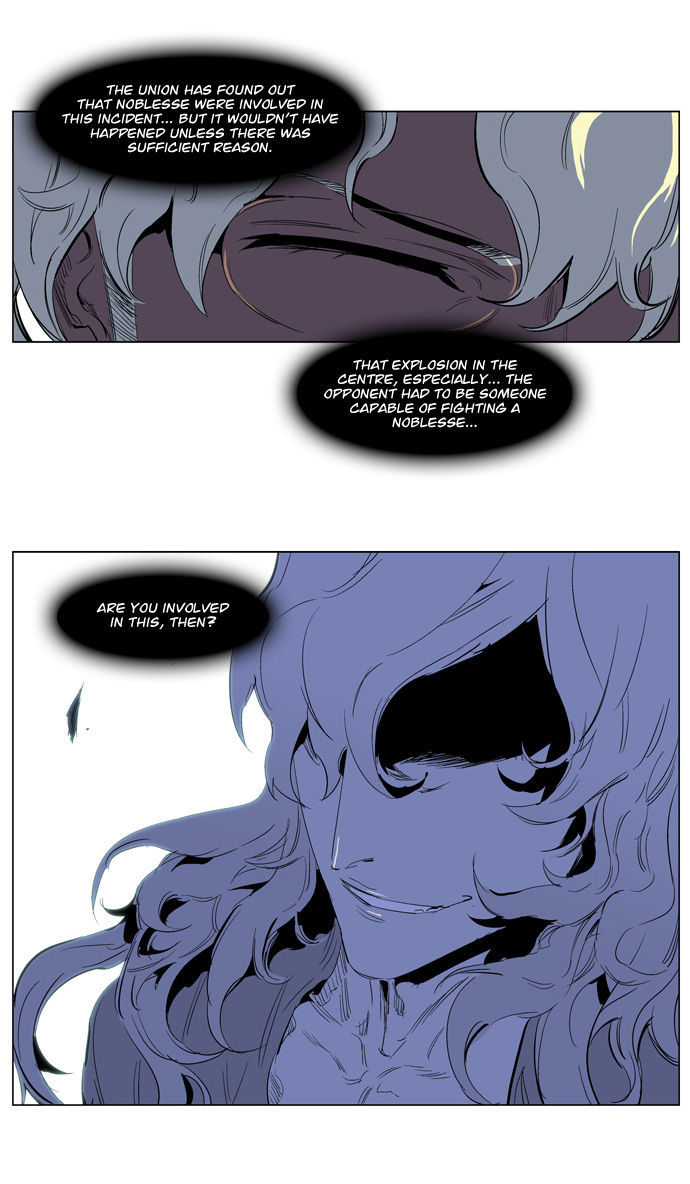 THE UNION HAS FOUND OUT
THAT NOBLESSE WERE INVOLVED IN
THIS INCIDENT... BUT IT WOULDN'T HAVE
HAPPENED UNLESS THERE WAS
SUFFICIENT REASON.
THAT EXPLOSION IN THE
CENTRE, ESPECIALLY... THE
OPPONENT HAD TO BE SOMEONE
CAPABLE OF FIGHTING A
NOBLESSE...
ARE YOU INVOLVED
IN THIS, THEN?